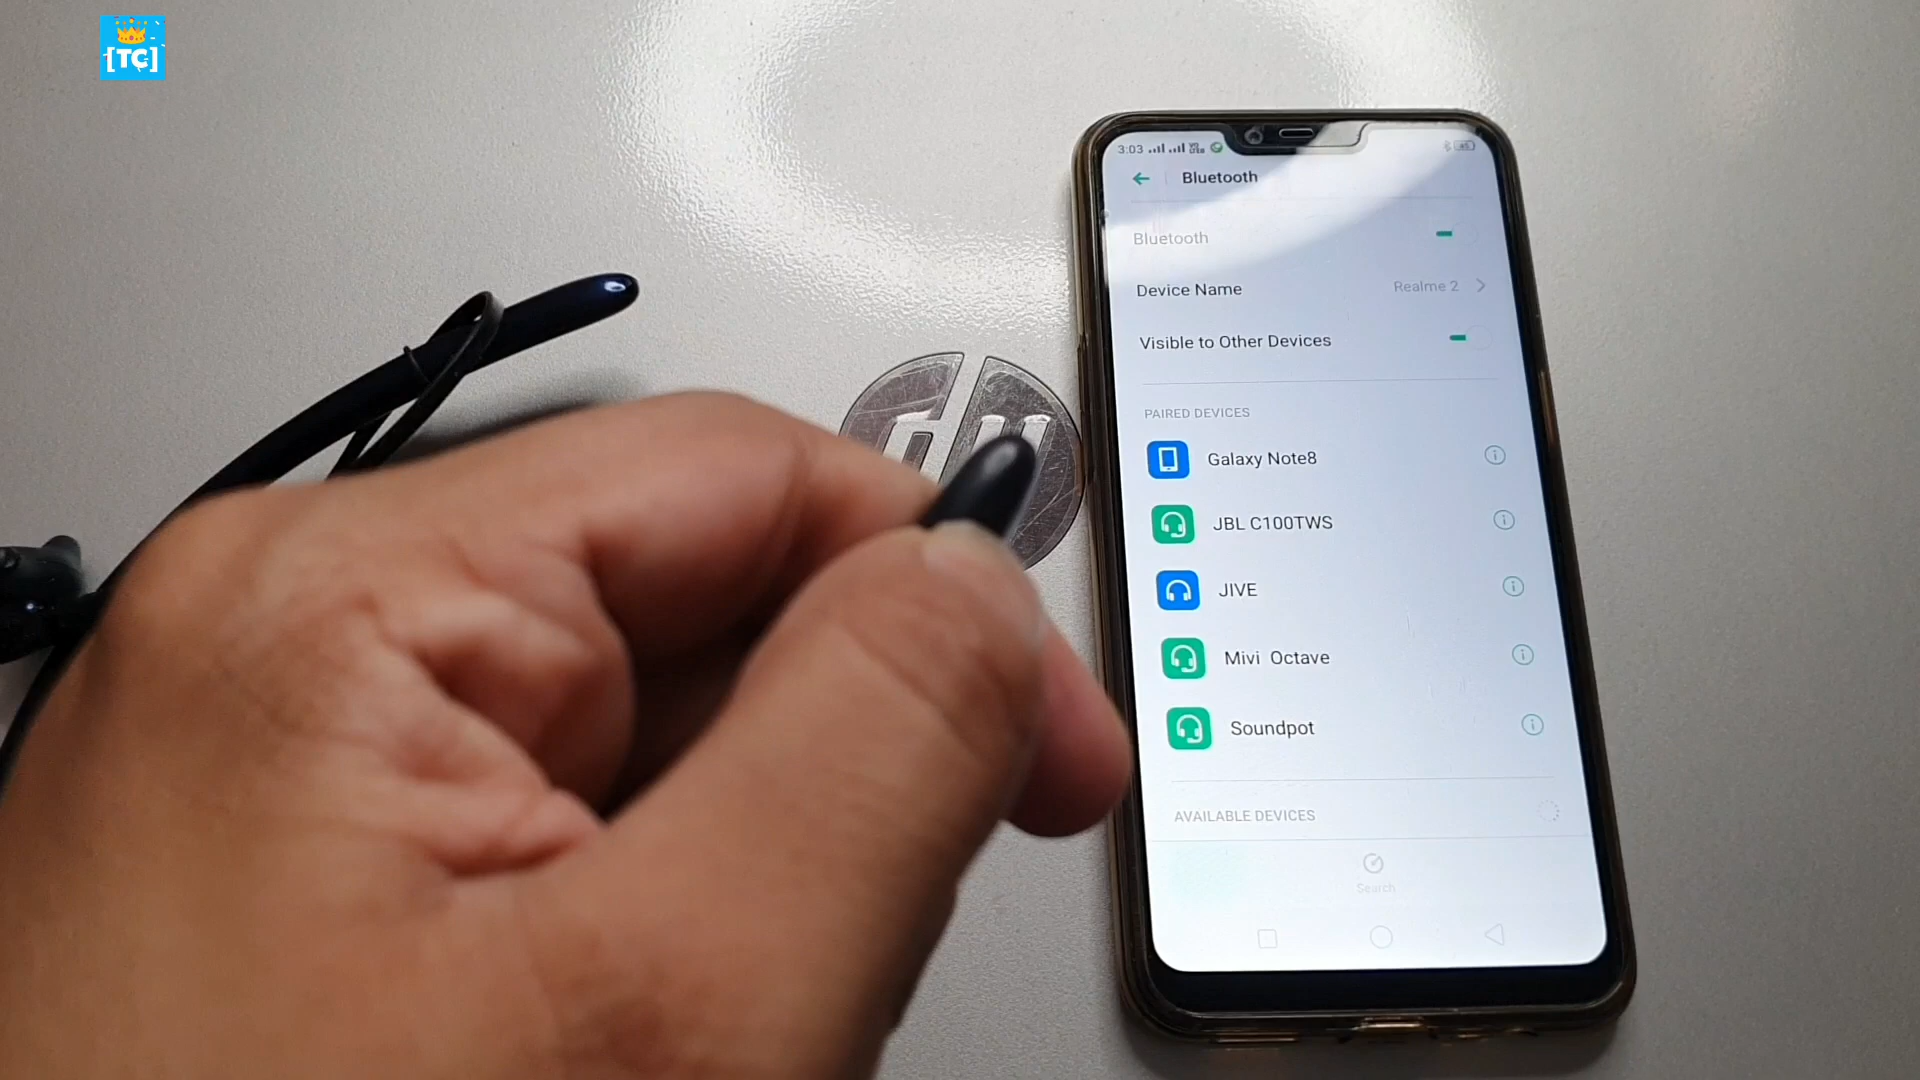 [TC]
3:03
Bluetooth
Bluetooth
Device Name Realme 2
Visible to Other Devices
PAIRED DEVICES
Galaxy Note8
JBL C100TWS
JIVE
Mivi Octave
Soundpot
AVAILABLE DEVICES
Search
hp